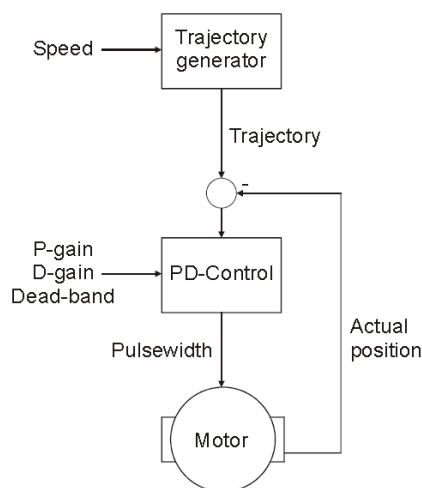 Speed
Trajectory
generator
Trajectory
-
P-gain
D-gain
Dead-band
PD-Control
Pulsewidth
Actual
position
Motor